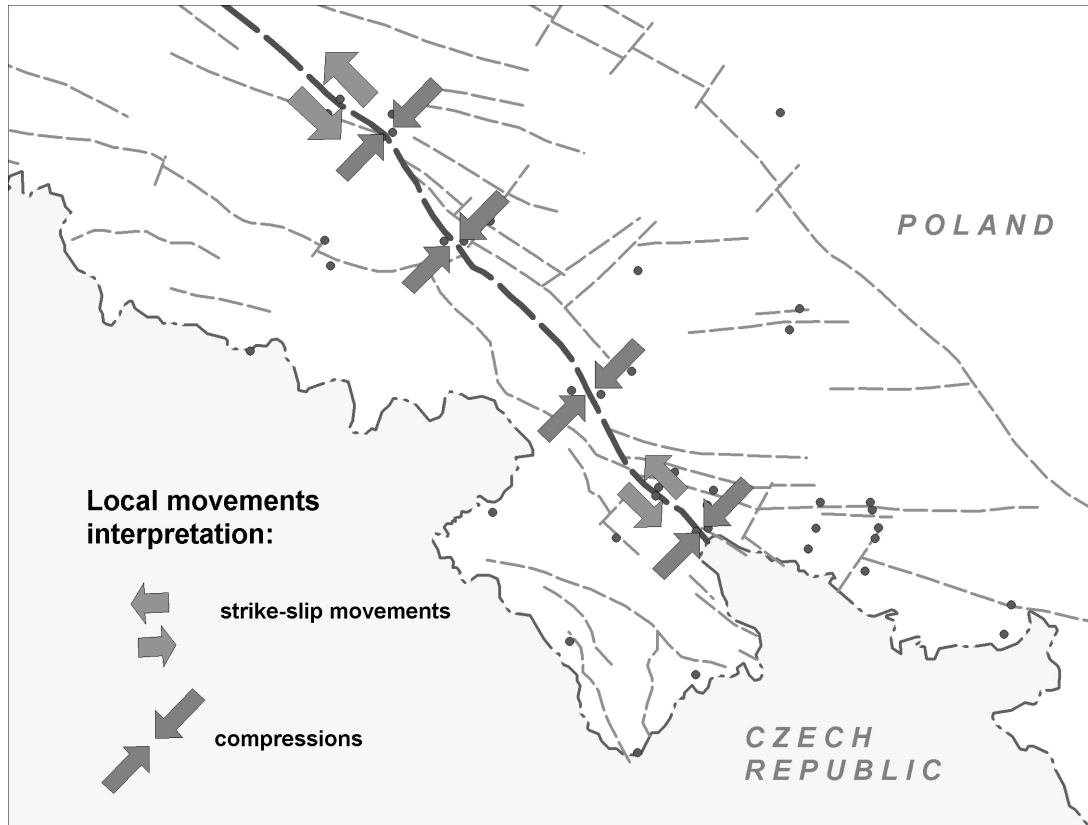 POLAND
Local movements
interpretation:
strike-slip movements
compressions
CZECH
REPUBLIC